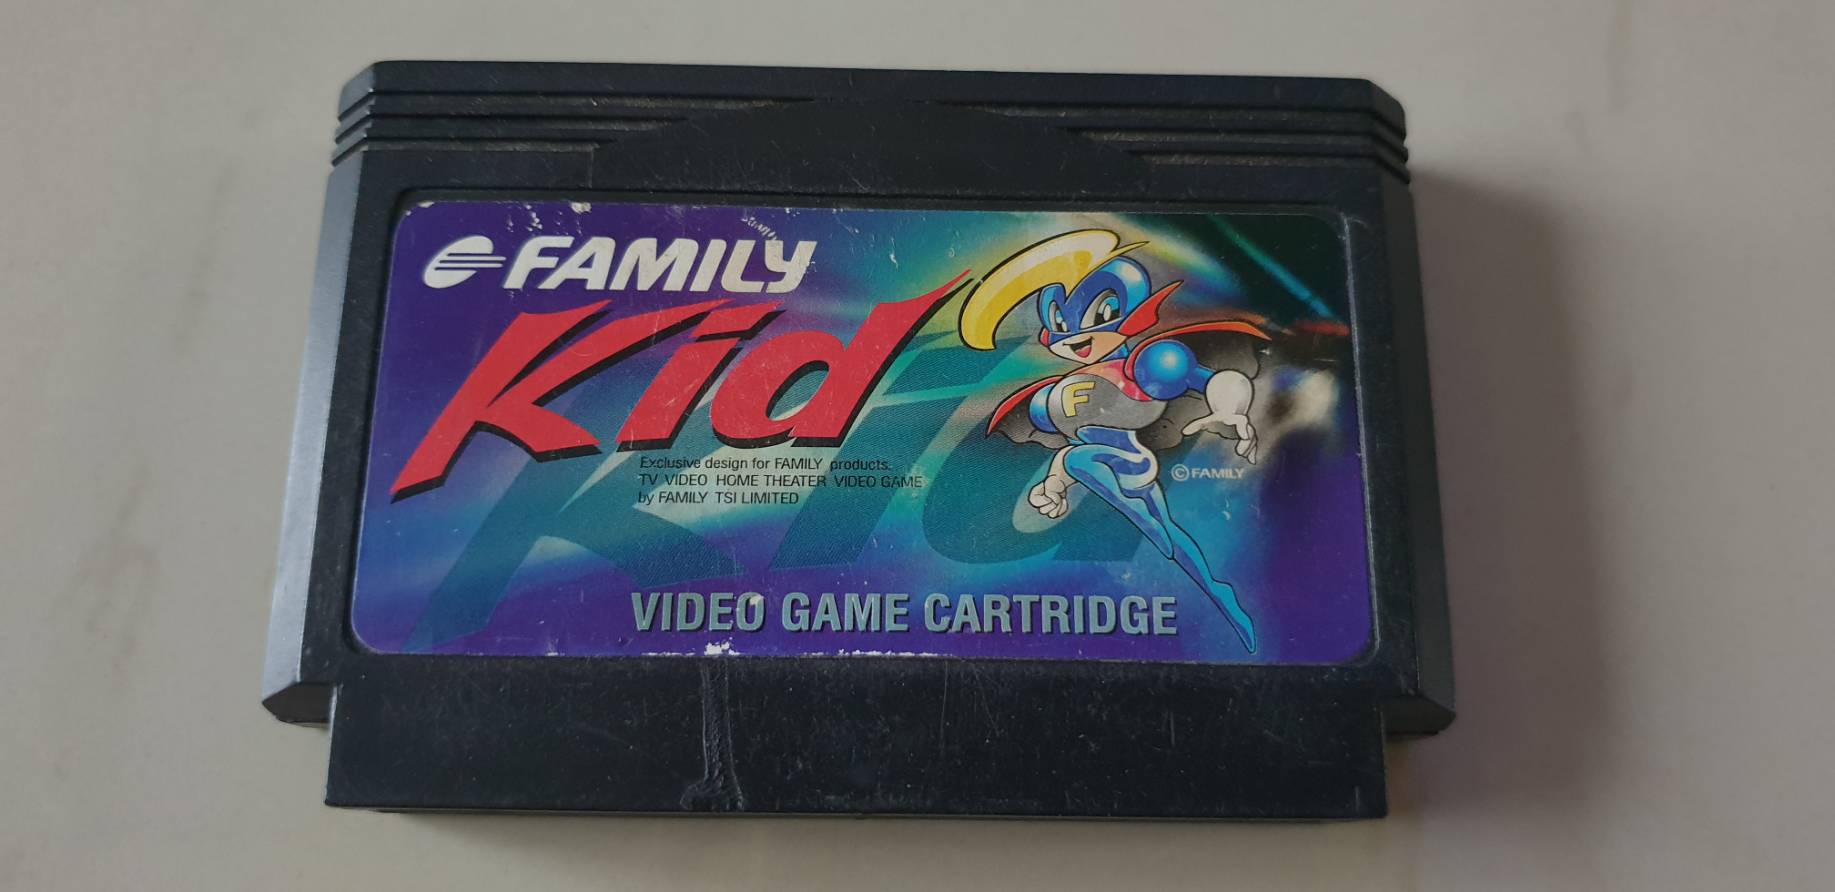 FAMILY
Kid
Exclusive design for FAMILY products.
TV VIDEO HOME THEATER VIDEO GAME
by FAMILY TSI LIMITED
F
©FAMILY
VIDEO GAME CARTRIDGE